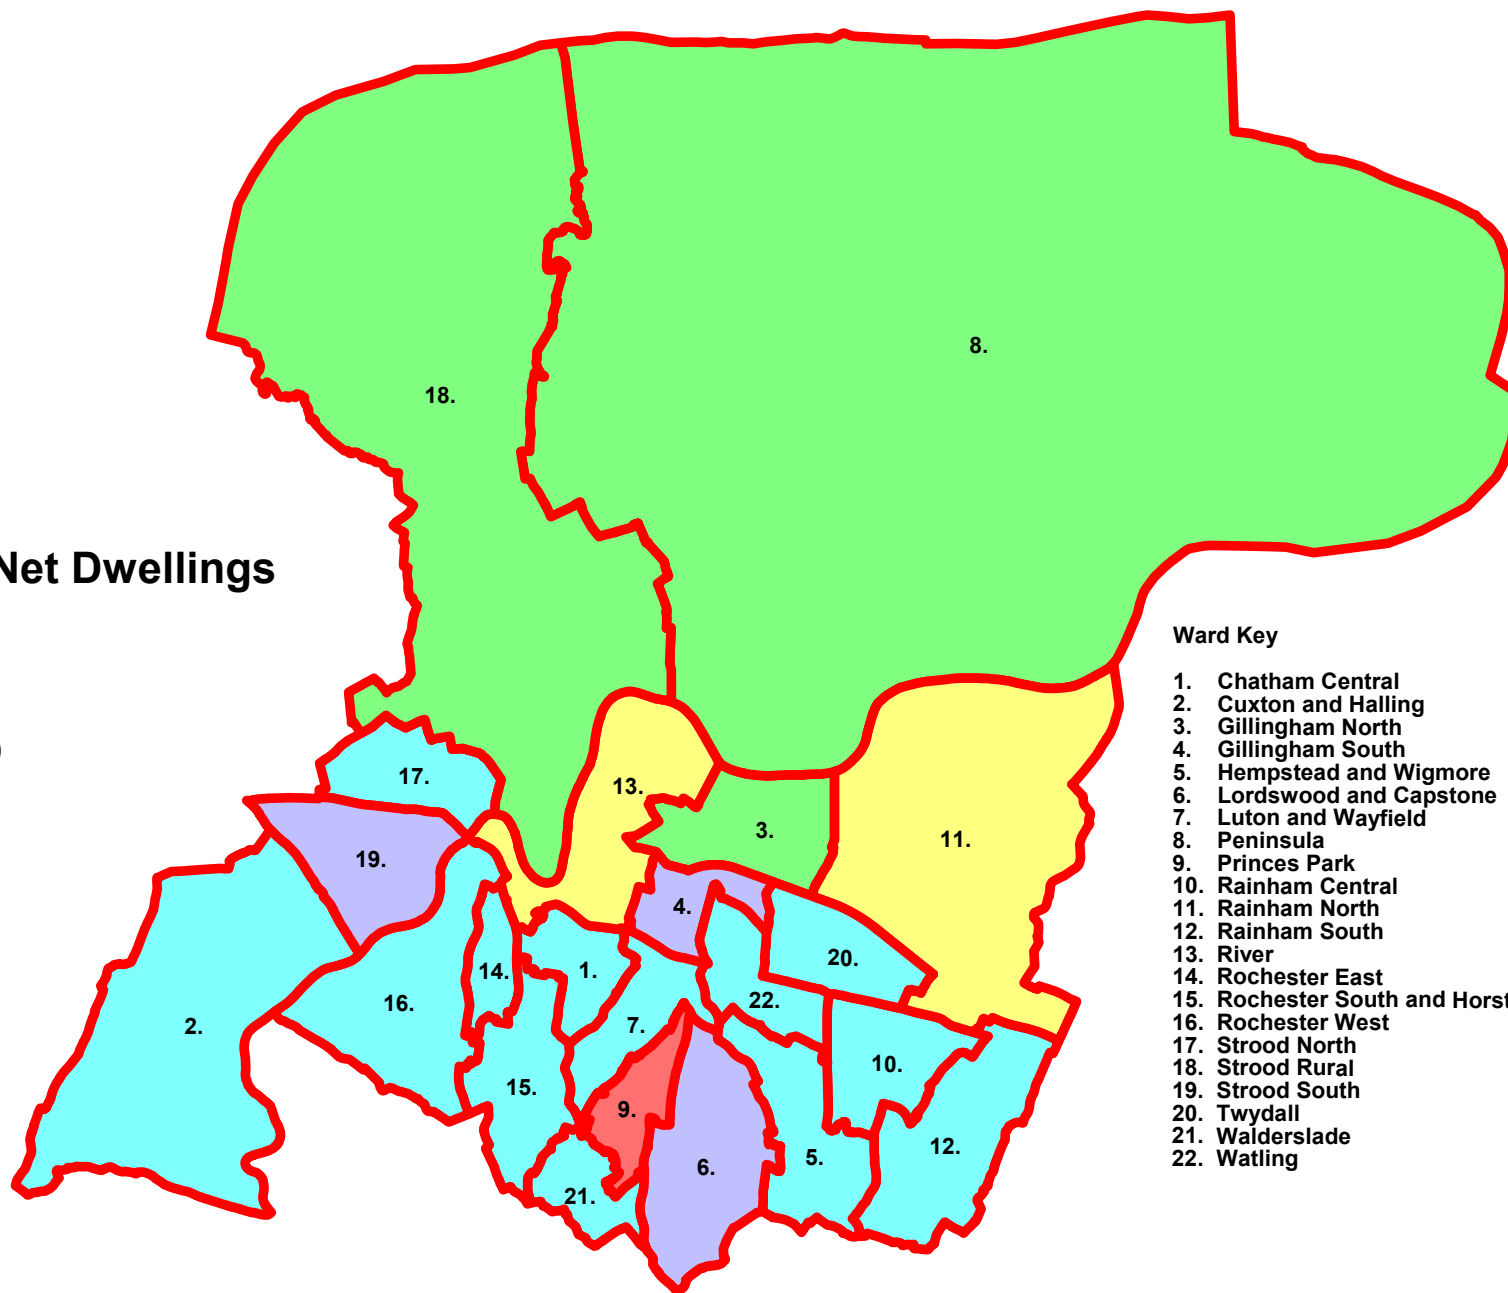 Net Dwellings
)
8.
18.
17.
13.
3.
11.
19.
4.
20.
14.
1.
22.
16.
2.
7.
10.
15.
9.
12.
5.
6.
21.
Ward Key
1. Chatham Central
2. Cuxton and Halling
3. Gillingham North
4. Gillingham South
5. Hempstead and Wigmore
6. Lordswood and Capstone
7. Luton and Wayfield
8. Peninsula
9. Princes Park
10. Rainham Central
11. Rainham North
12. Rainham South
13. River
14. Rochester East
15. Rochester South and Horst
16. Rochester West
17. Strood North
18. Strood Rural
19. Strood South
20. Twydall
21. Walderslade
22. Watling